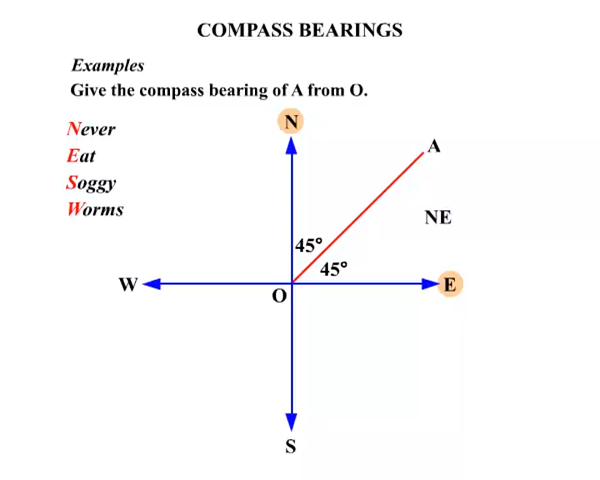 COMPASS BEARINGS
Examples
Give the compass bearing of A from O.
Never
Eat
Soggy
Worms
N
A
NE
45°
45°
W
O
E
S